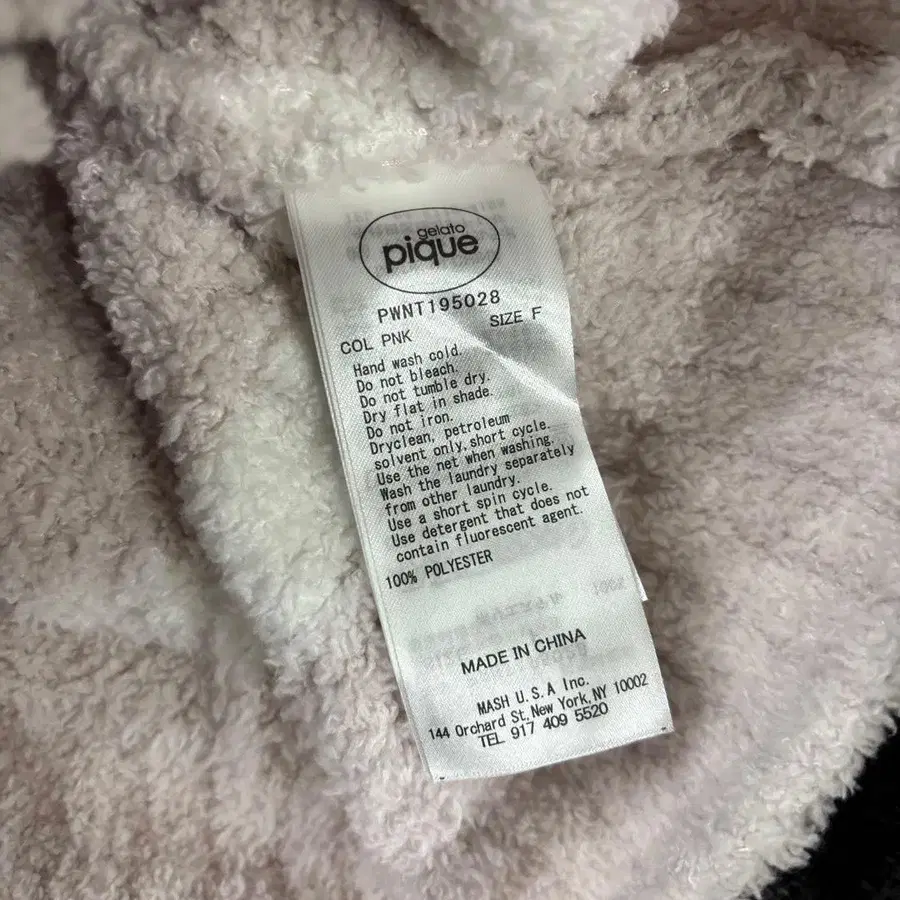 gelato
pique
PWNT195028
COL PNK SIZE F
Hand wash cold.
Do not bleach.
Do not tumble dry.
Dry flat in shade.
Do not iron.
Dryclean, petroleum
solvent only, short cycle.
Use the net when washing.
Wash the laundry separately
from other laundry.
Use a short spin cycle.
Use detergent that does not
contain fluorescent agent.
100% POLYESTER
MADE IN CHINA
MASH U.S.A Inc.
144 Orchard St, New York, NY 10002
TEL 917 409 5520